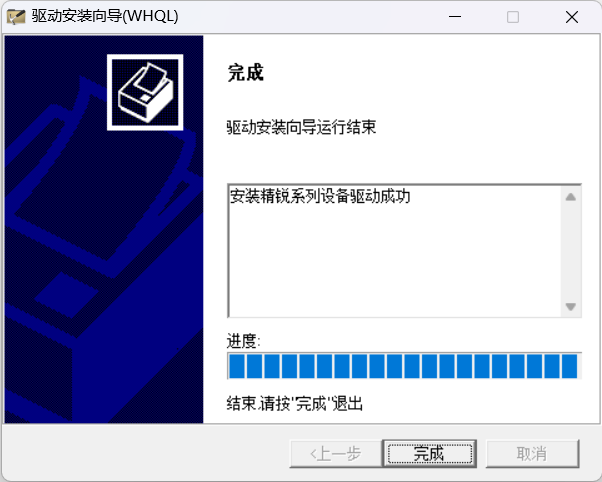 驱动安装向导(WHQL)
完成
驱动安装向导运行结束
安装精锐系列设备驱动成功
进度:
结束,请按"完成"退出
<上一步 完成 取消